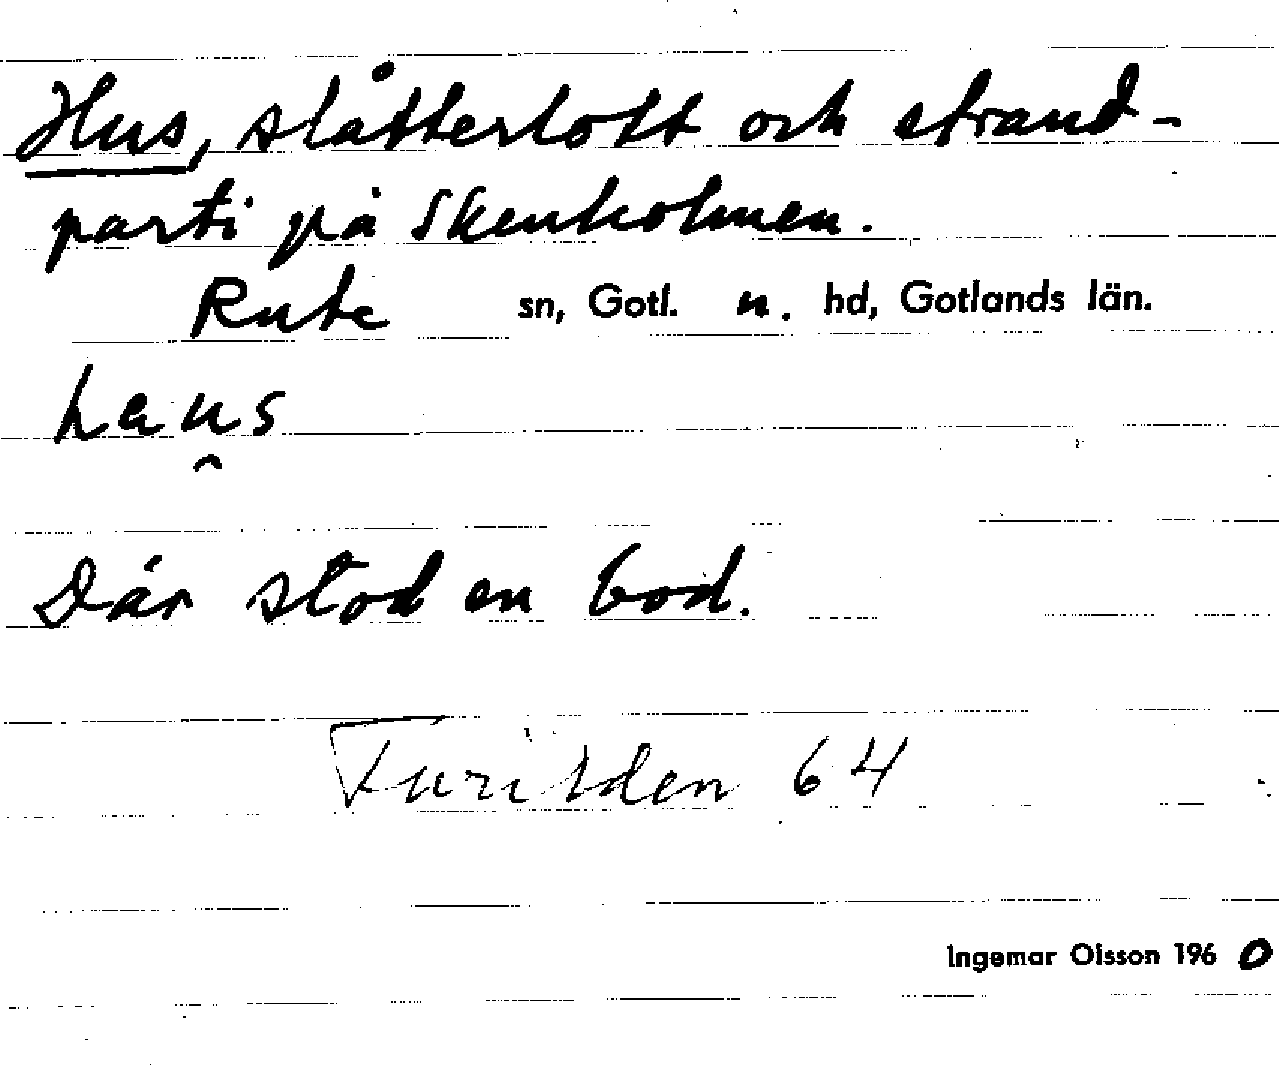 Hus, slåtterlott och strand-
parti på Skenholmen.
Rute sn, Gotl. n. hd, Gotlands län.
haus
Där stod en bod.
Furilden 64
Ingemar Olsson 1960